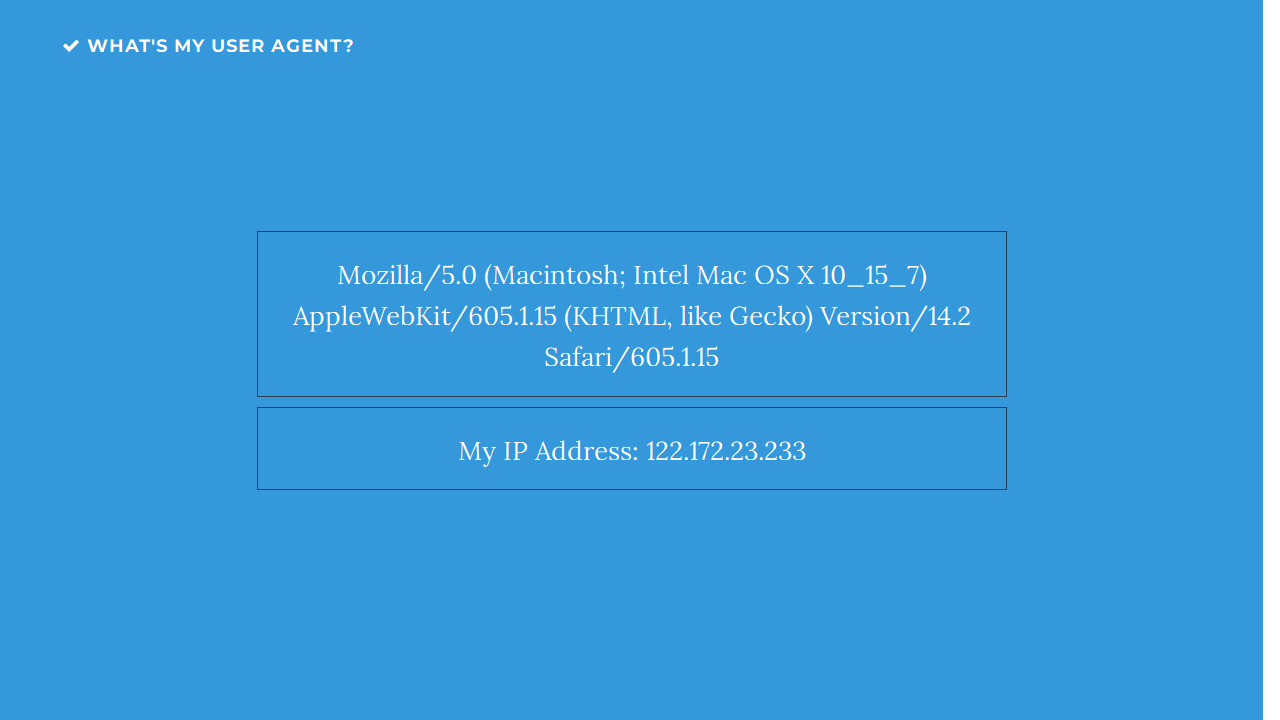 WHAT'S MY USER AGENT?
Mozilla/5.0 (Macintosh; Intel Mac OS X 10_15_7)
AppleWebKit/605.1.15 (KHTML, like Gecko) Version/14.2
Safari/605.1.15
My IP Address: 122.172.23.233